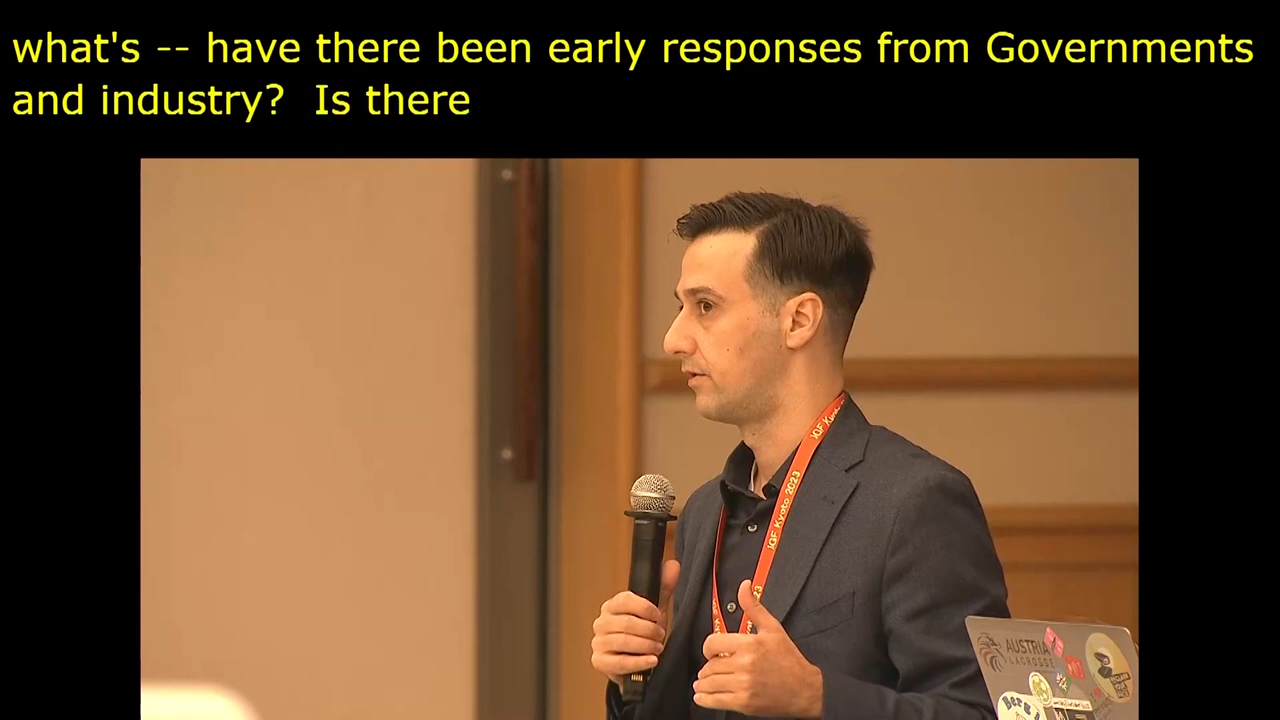 what's -- have there been early responses from Governments
and industry?  Is there
IGF Kyoto 2023
AUSTRIA
LACROSSE